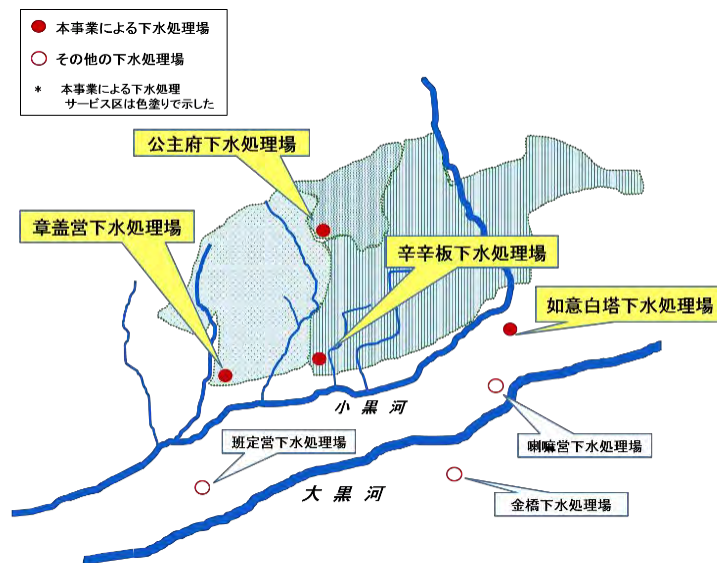 本事業による下水処理場
その他の下水処理場
* 本事業による下水処理
サービス区は色塗りで示した
公主府下水処理場
章盖営下水処理場
辛辛板下水処理場
如意白塔下水処理場
小黒河
班定営下水処理場
喇嘛営下水処理場
大黒河
金橋下水処理場